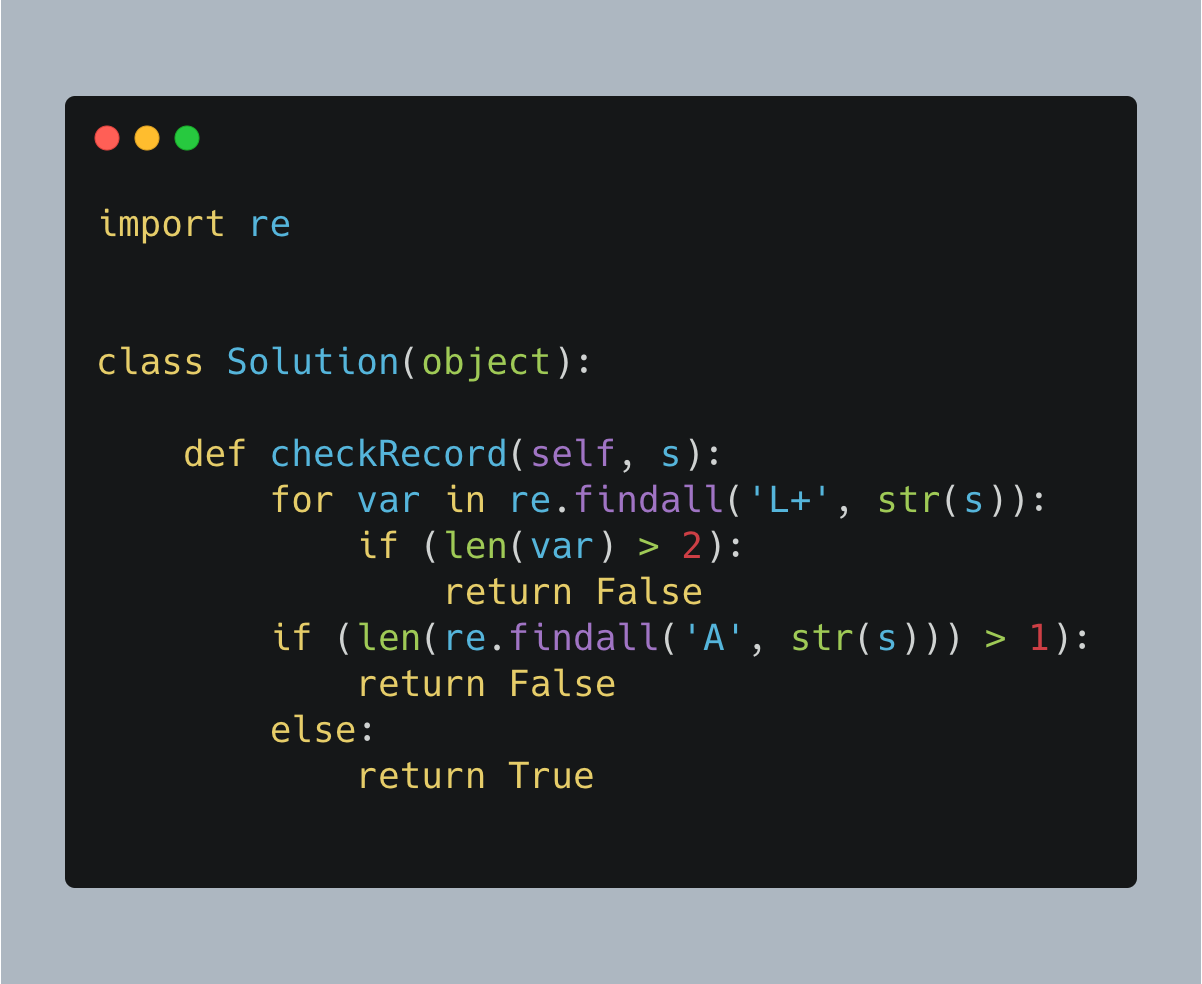 import re
class Solution(object):
    def checkRecord(self, s):
        for var in re.findall('L+', str(s)):
            if (len(var) > 2):
                return False
        if (len(re.findall('A', str(s))) > 1):
            return False
        else:
            return True